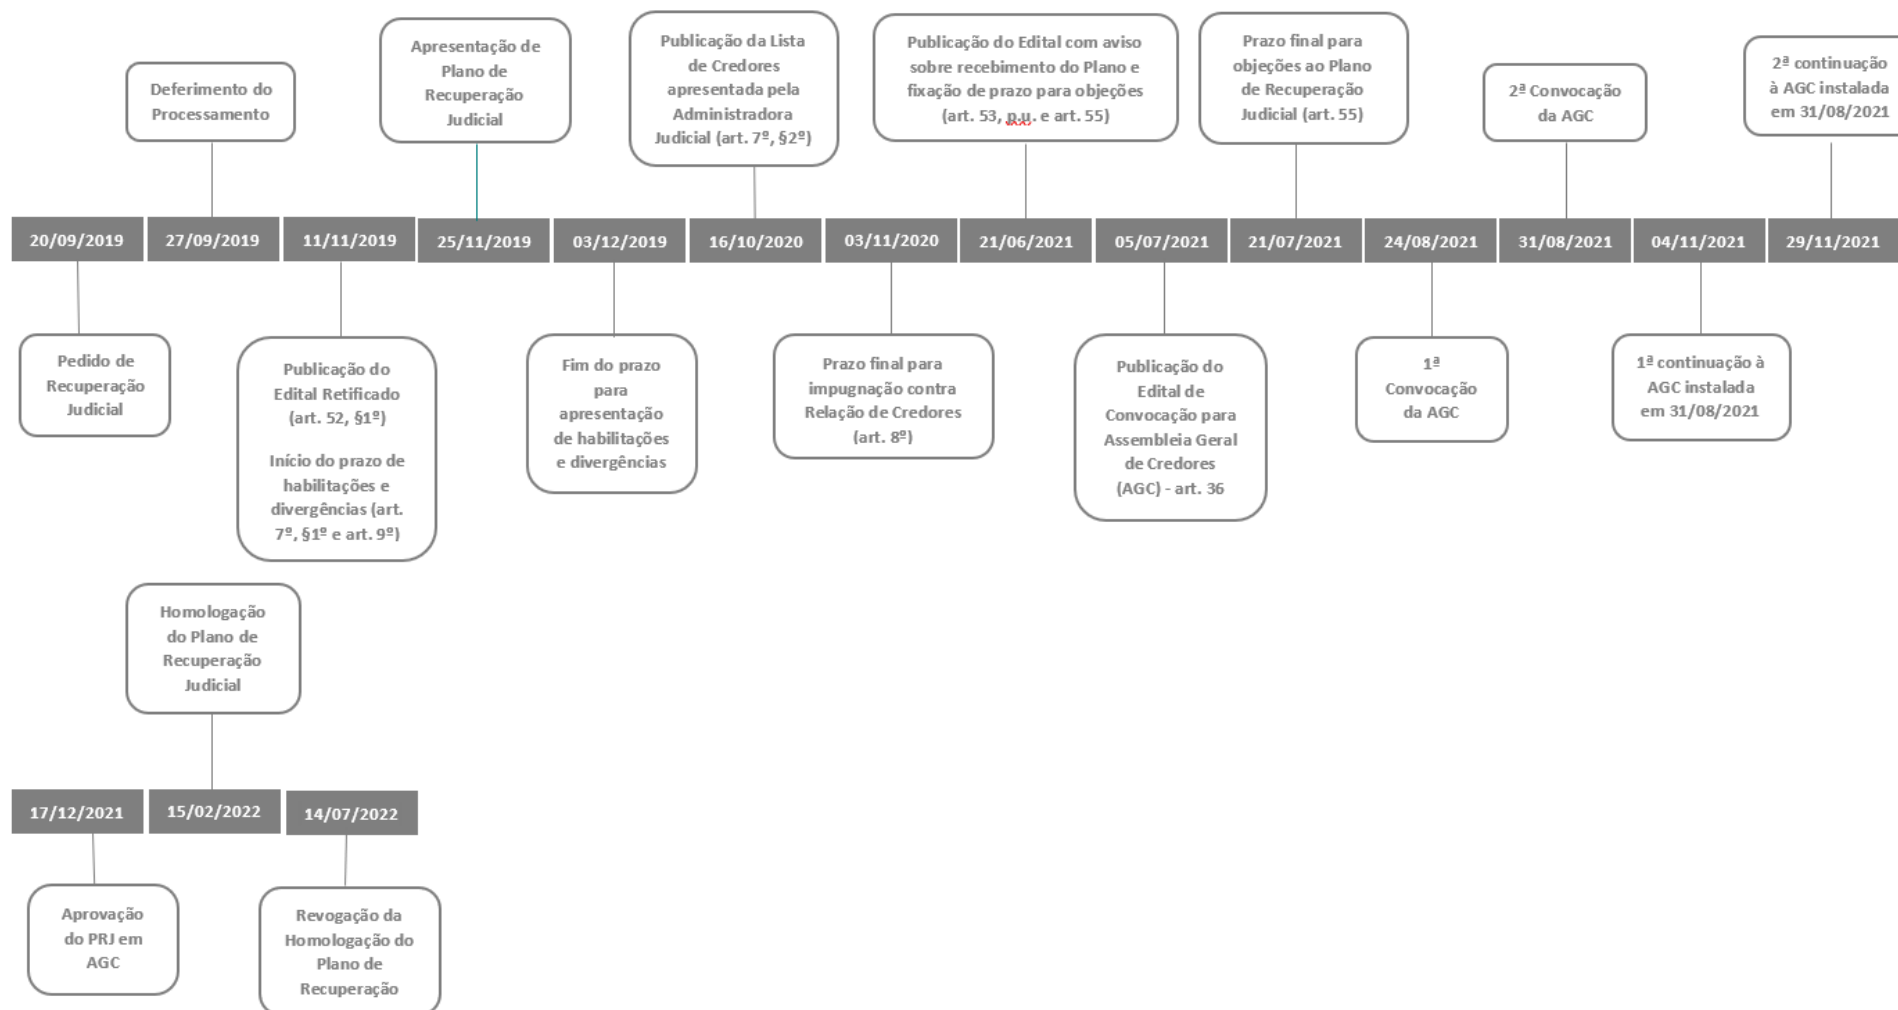 Deferimento do
Processamento
Apresentação de
Plano de
Recuperação
Judicial
Publicação da Lista
de Credores
apresentada pela
Administradora
Judicial (art. 7º, §2º)
Publicação do Edital com aviso
sobre recebimento do Plano e
fixação de prazo para objeções
(art. 53, p.u. e art. 55)
Prazo final para
objeções ao Plano
de Recuperação
Judicial (art. 55)
2ª Convocação
da AGC
2ª continuação
à AGC instalada
em 31/08/2021
20/09/2019
27/09/2019
11/11/2019
25/11/2019
03/12/2019
16/10/2020
03/11/2020
21/06/2021
05/07/2021
21/07/2021
24/08/2021
31/08/2021
04/11/2021
29/11/2021
Pedido de
Recuperação
Judicial
Publicação do
Edital Retificado
(art. 52, §1º)
Início do prazo de
habilitações e
divergências (art.
7º, §1º e art. 9º)
Fim do prazo
para
apresentação
de habilitações
e divergências
Prazo final para
impugnação contra
Relação de Credores
(art. 8º)
Publicação do
Edital de
Convocação para
Assembleia Geral
de Credores
(AGC) - art. 36
1ª
Convocação
da AGC
1ª continuação à
AGC instalada
em 31/08/2021
Homologação
do Plano de
Recuperação
Judicial
17/12/2021
15/02/2022
14/07/2022
Aprovação
do PRJ em
AGC
Revogação da
Homologação do
Plano de
Recuperação